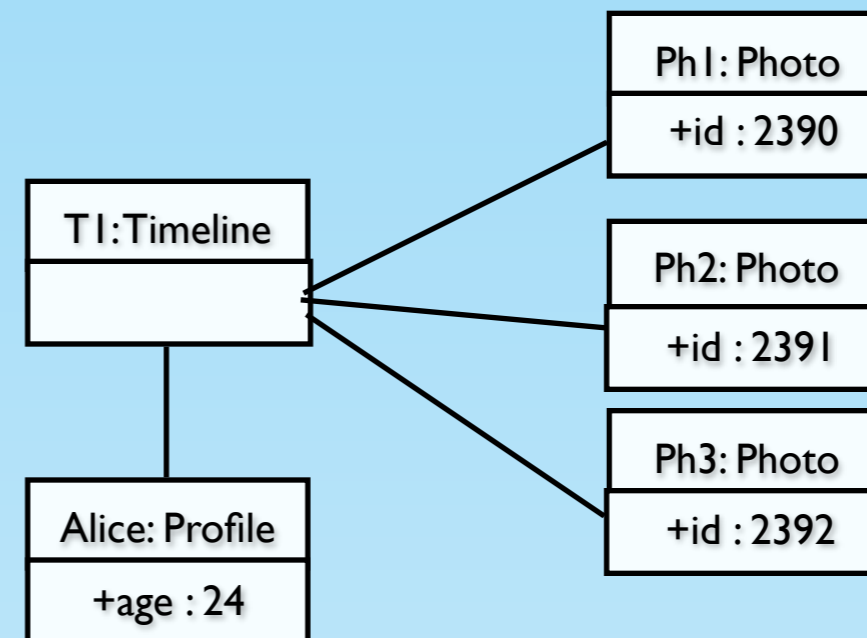 Ph1: Photo
+id : 2390
T1: Timeline
Ph2: Photo
+id : 2391
Ph3: Photo
+id : 2392
Alice: Profile
+age : 24